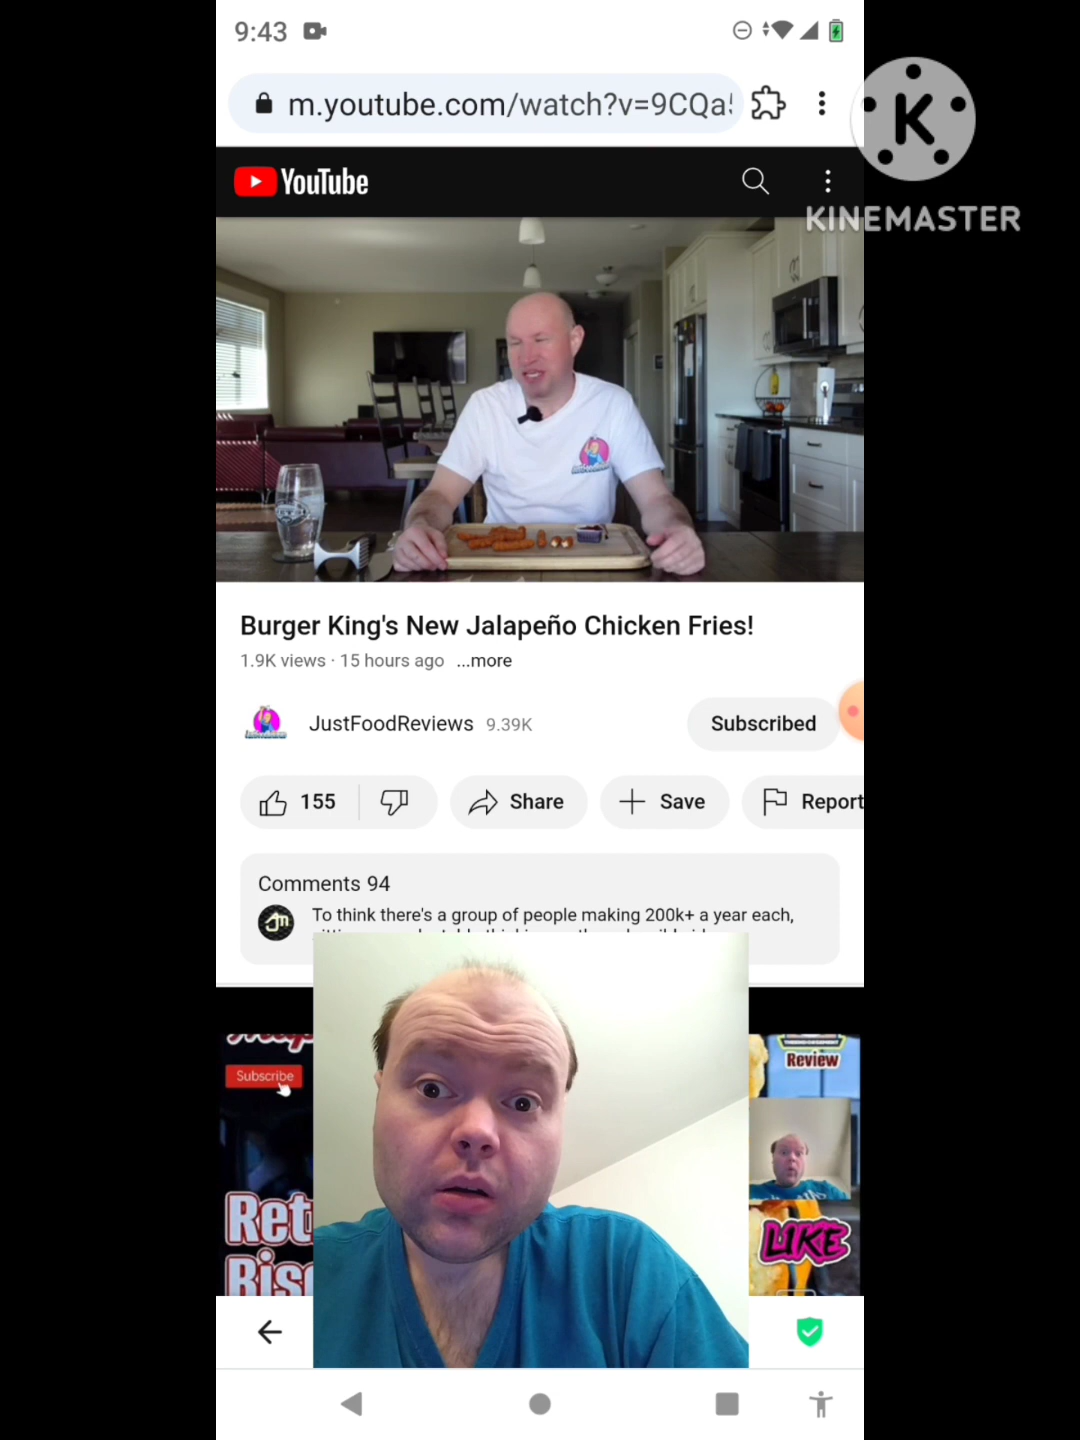 9:43
m.youtube.com/watch?v=9CQa
YouTube
KINEMASTER
Burger King's New Jalapeño Chicken Fries!
1.9K views · 15 hours ago ...more
JustFoodReviews 9.39K
Subscribed
155
Share
Save
Report
Comments 94
To think there's a group of people making 200k+ a year each,
Subscribe
Review
Ret
Bis
LIKE